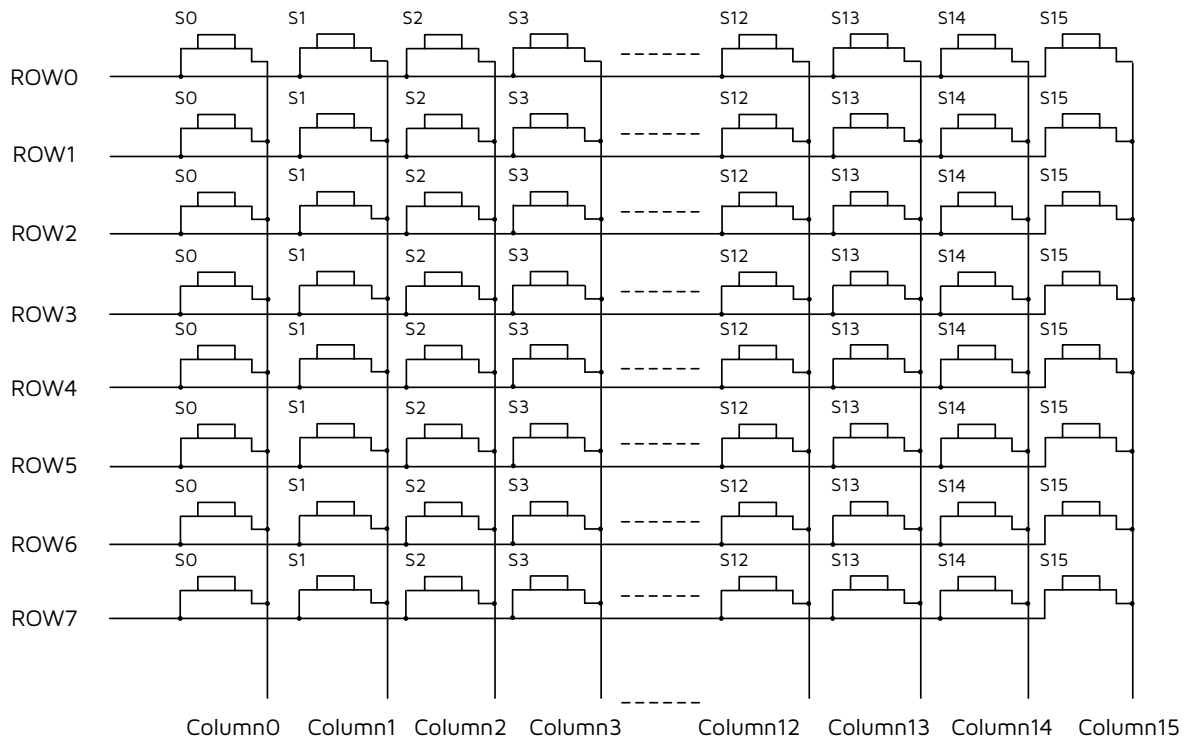 S0 S1 S2 S3 S12 S13 S14 S15
ROW0
S0 S1 S2 S3 S12 S13 S14 S15
ROW1
S0 S1 S2 S3 S12 S13 S14 S15
ROW2
S0 S1 S2 S3 S12 S13 S14 S15
ROW3
S0 S1 S2 S3 S12 S13 S14 S15
ROW4
S0 S1 S2 S3 S12 S13 S14 S15
ROW5
S0 S1 S2 S3 S12 S13 S14 S15
ROW6
S0 S1 S2 S3 S12 S13 S14 S15
ROW7
Column0 Column1 Column2 Column3 Column12 Column13 Column14 Column15